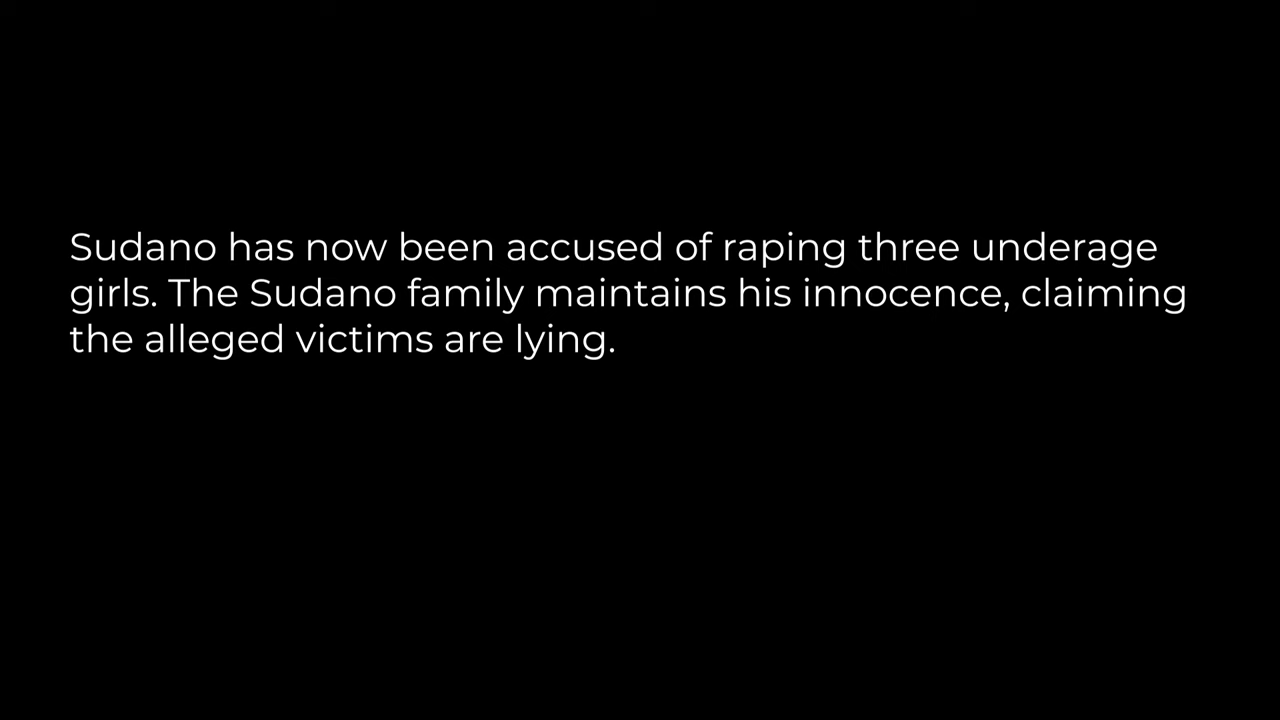 Sudano has now been accused of raping three underage
girls. The Sudano family maintains his innocence, claiming
the alleged victims are lying.